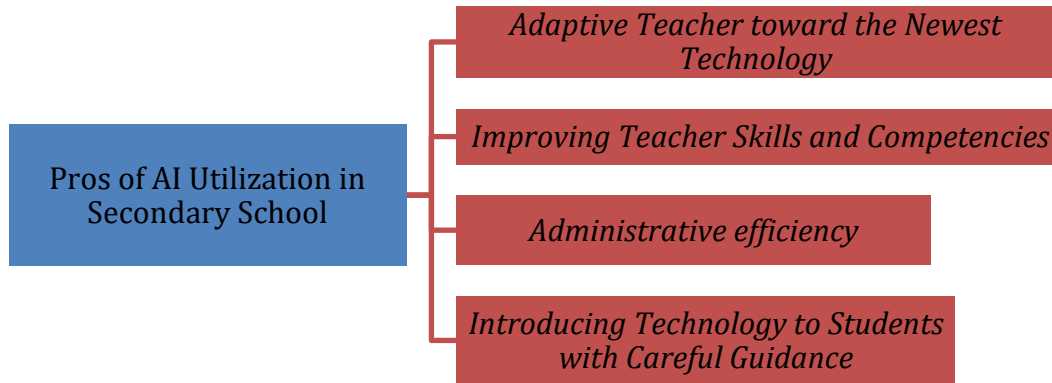 Pros of AI Utilization in
Secondary School
Adaptive Teacher toward the Newest
Technology
Improving Teacher Skills and Competencies
Administrative efficiency
Introducing Technology to Students
with Careful Guidance